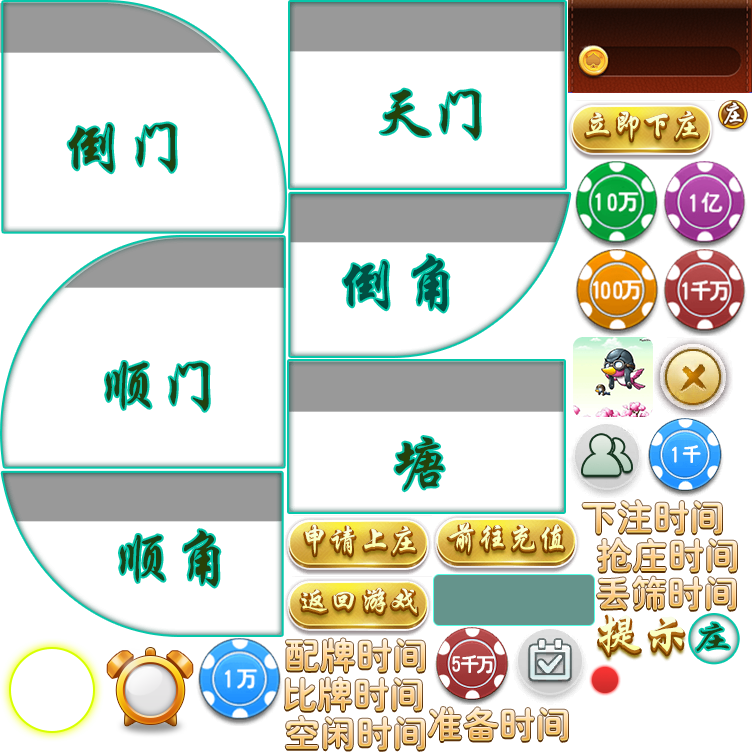 倒门
天门
立即下庄
庄
10万
1亿
倒角
100万
1千万
顺门
塘
1千
下注时间
申请上庄
前往充值
抢庄时间
顺角
返回游戏
丢筛时间
提示
庄
配牌时间
5千万
1万
比牌时间
空闲时间
准备时间